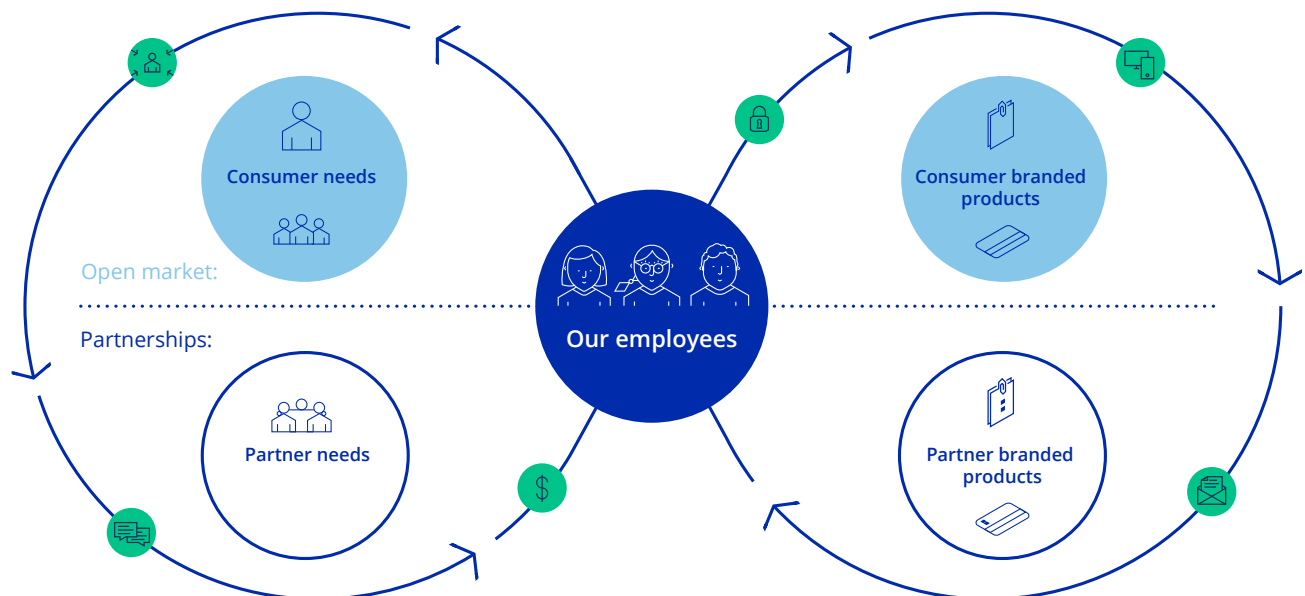 Consumer needs
Consumer branded
products
Open market:
Our employees
Partnerships:
Partner needs
Partner branded
products
$